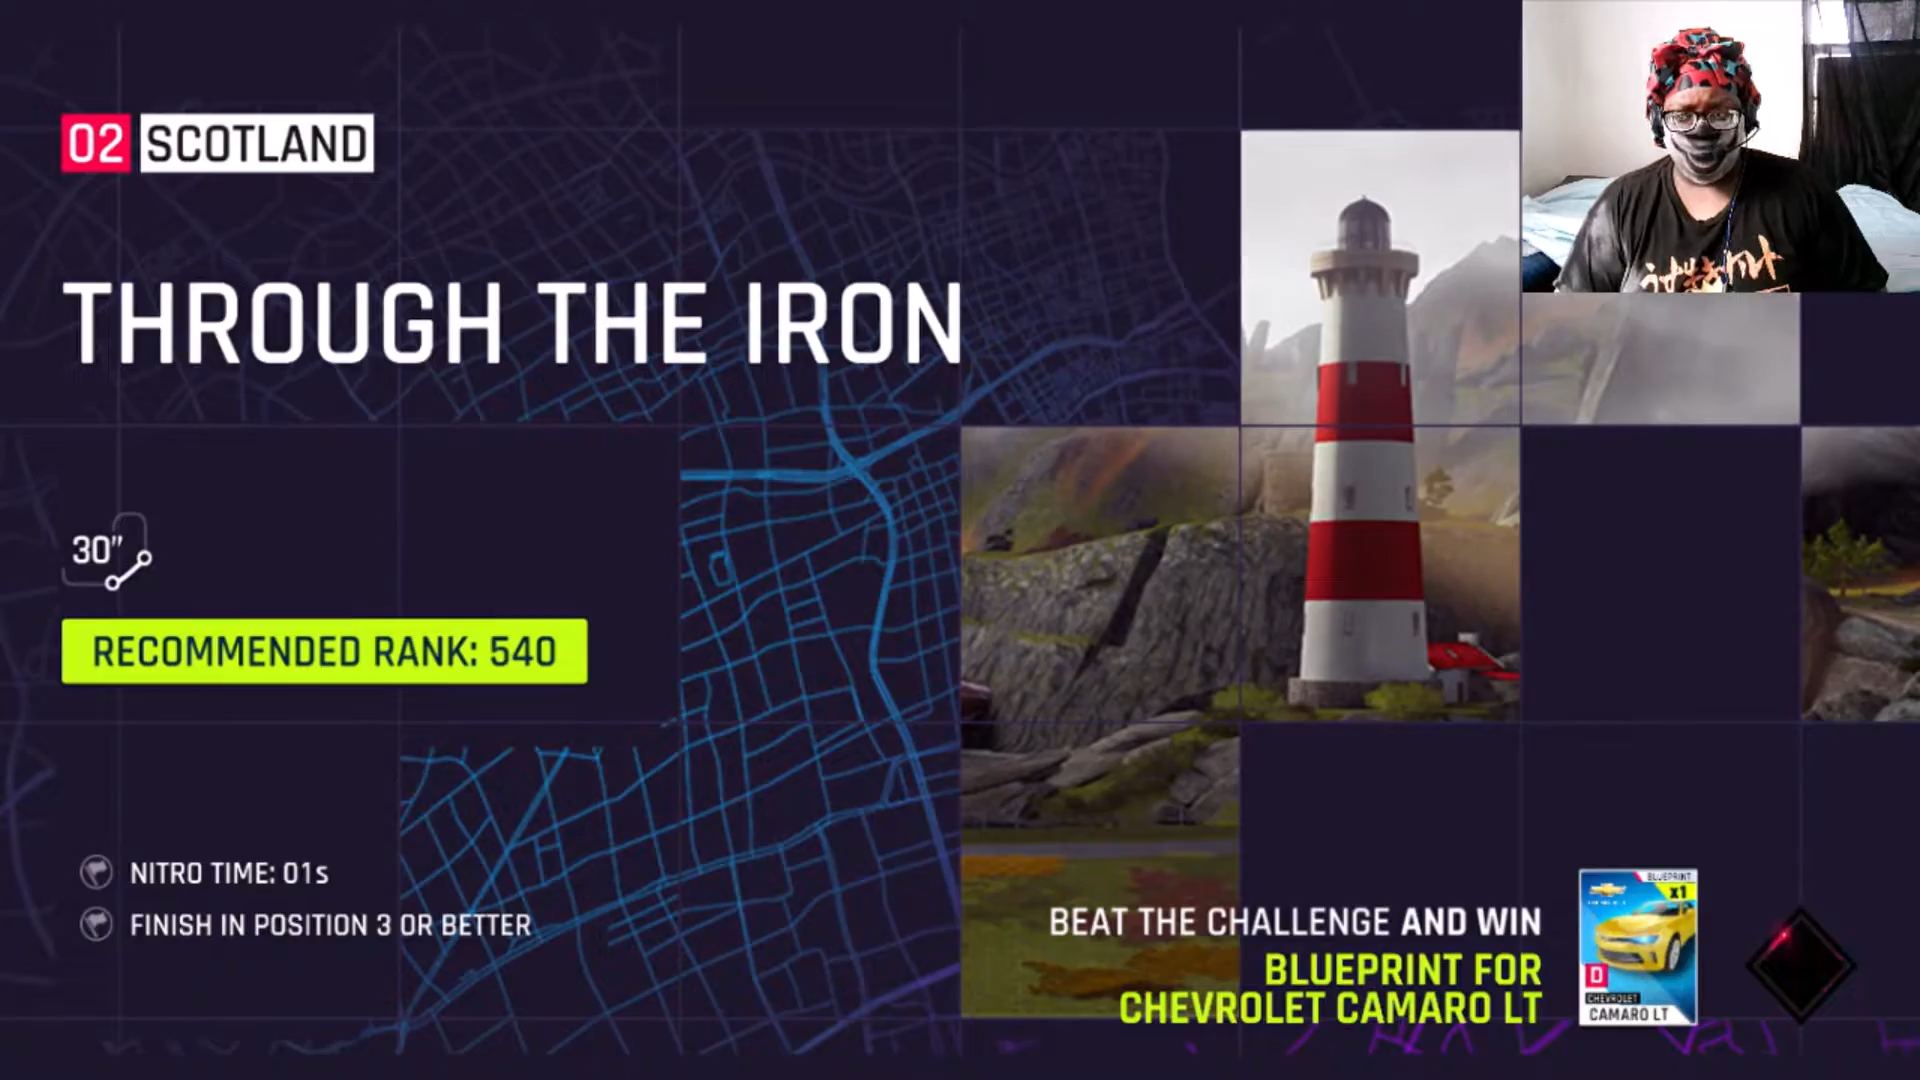 02 SCOTLAND
THROUGH THE IRON
30"
RECOMMENDED RANK: 540
NITRO TIME: 01s
FINISH IN POSITION 3 OR BETTER
BEAT THE CHALLENGE AND WIN
BLUEPRINT FOR
CHEVROLET CAMARO LT
BLUEPRINT
x1
D
CHEVROLET
CAMARO LT